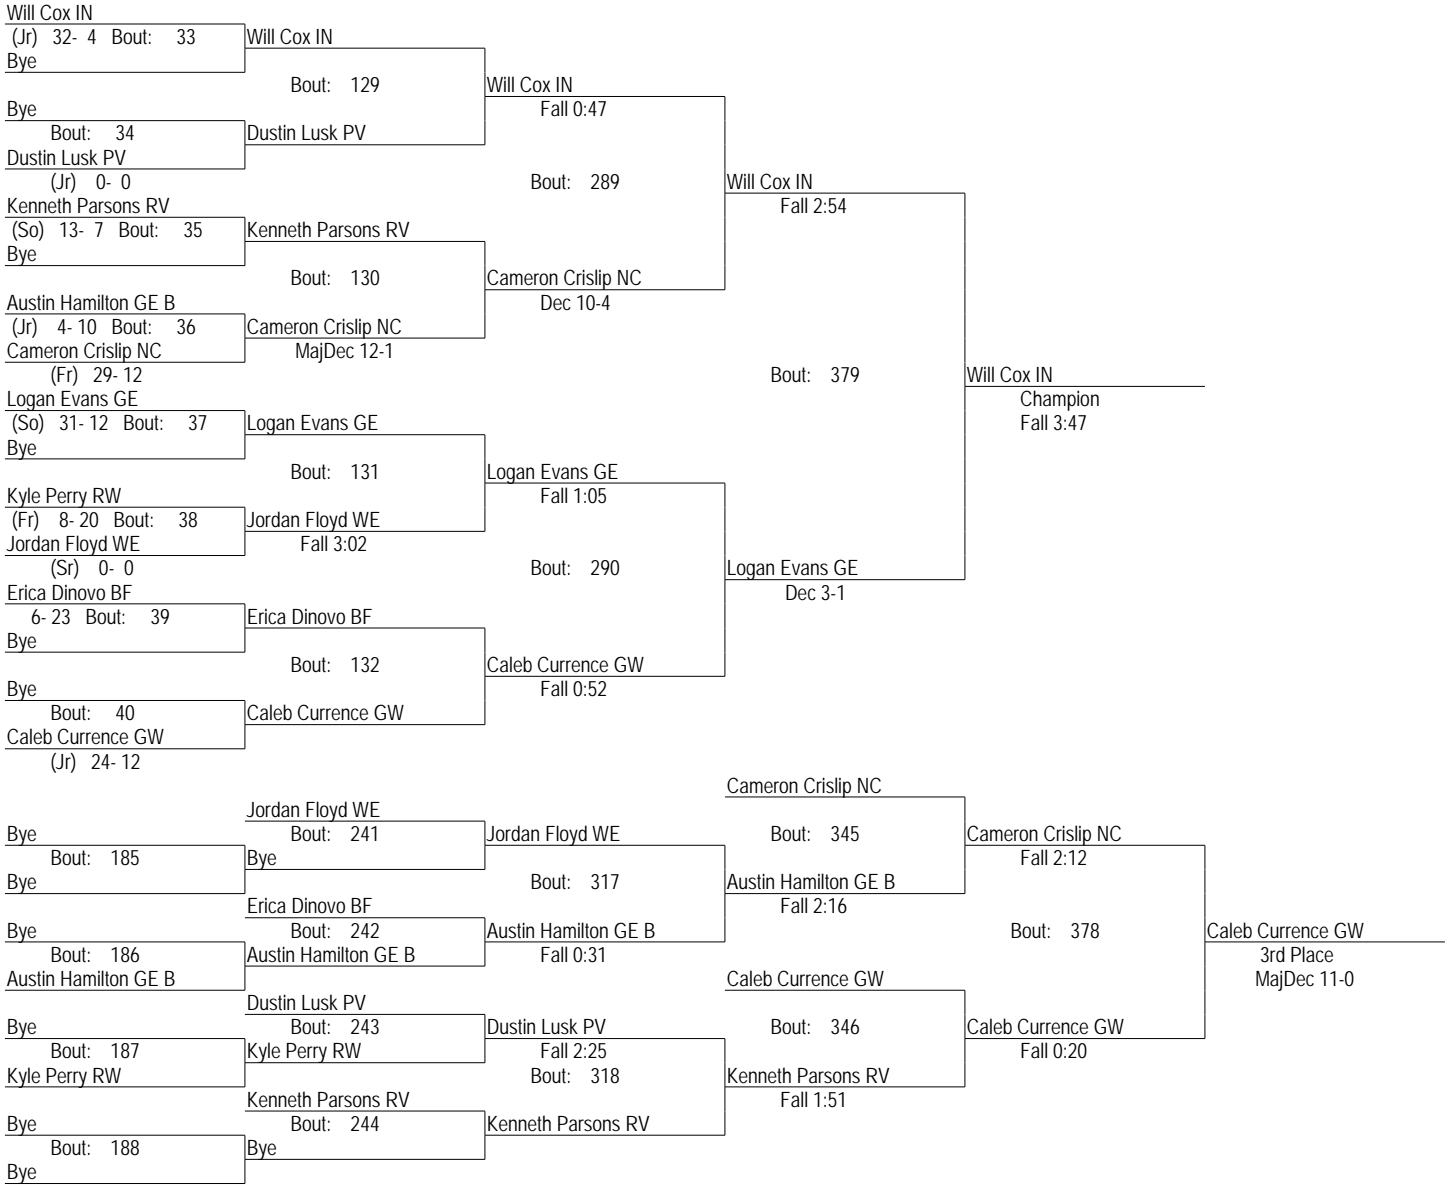 Will Cox IN
(Jr) 32- 4 Bout: 33 Will Cox IN
Bye
Bout: 129 Will Cox IN
Bye Fall 0:47
Bout: 34 Dustin Lusk PV
Dustin Lusk PV
(Jr) 0- 0 Bout: 289 Will Cox IN
Kenneth Parsons RV Fall 2:54
(So) 13- 7 Bout: 35 Kenneth Parsons RV
Bye
Bout: 130 Cameron Crislip NC
Austin Hamilton GE B Dec 10-4
(Jr) 4- 10 Bout: 36 Cameron Crislip NC
Cameron Crislip NC MajDec 12-1
(Fr) 29- 12 Bout: 379 Will Cox IN
Logan Evans GE Champion
(So) 31- 12 Bout: 37 Logan Evans GE Fall 3:47
Bye
Bout: 131 Logan Evans GE
Kyle Perry RW Fall 1:05
(Fr) 8- 20 Bout: 38 Jordan Floyd WE
Jordan Floyd WE Fall 3:02
(Sr) 0- 0 Bout: 290 Logan Evans GE
Erica Dinovo BF Dec 3-1
6- 23 Bout: 39 Erica Dinovo BF
Bye
Bout: 132 Caleb Currence GW
Bye Fall 0:52
Bout: 40 Caleb Currence GW
Caleb Currence GW
(Jr) 24- 12
Cameron Crislip NC
Jordan Floyd WE
Bye Bout: 241 Jordan Floyd WE Bout: 345 Cameron Crislip NC
Bout: 185 Bye Fall 2:12
Bye Bout: 317 Austin Hamilton GE B
Erica Dinovo BF Fall 2:16
Bye Bout: 242 Austin Hamilton GE B Bout: 378 Caleb Currence GW
Bout: 186 Austin Hamilton GE B Fall 0:31 3rd Place
Austin Hamilton GE B Caleb Currence GW MajDec 11-0
Dustin Lusk PV
Bye Bout: 243 Dustin Lusk PV Bout: 346 Caleb Currence GW
Bout: 187 Kyle Perry RW Fall 2:25 Fall 0:20
Kyle Perry RW Bout: 318 Kenneth Parsons RV
Kenneth Parsons RV Fall 1:51
Bye Bout: 244 Kenneth Parsons RV
Bout: 188 Bye
Bye